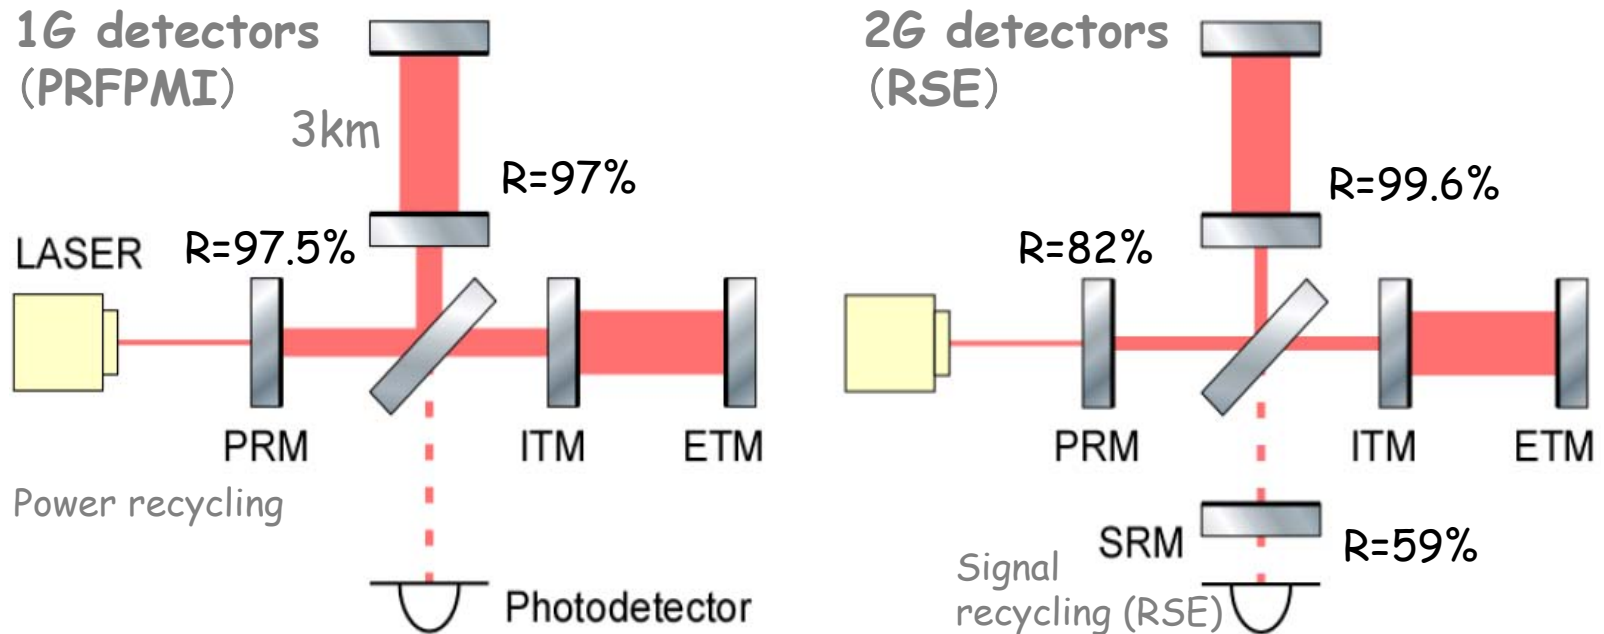 1G detectors
(PRFPMI)
3km
R=97%
LASER
R=97.5%
PRM
ITM
ETM
Power recycling
Photodetector
2G detectors
(RSE)
R=99.6%
R=82%
PRM
ITM
ETM
SRM
R=59%
Signal
recycling (RSE)